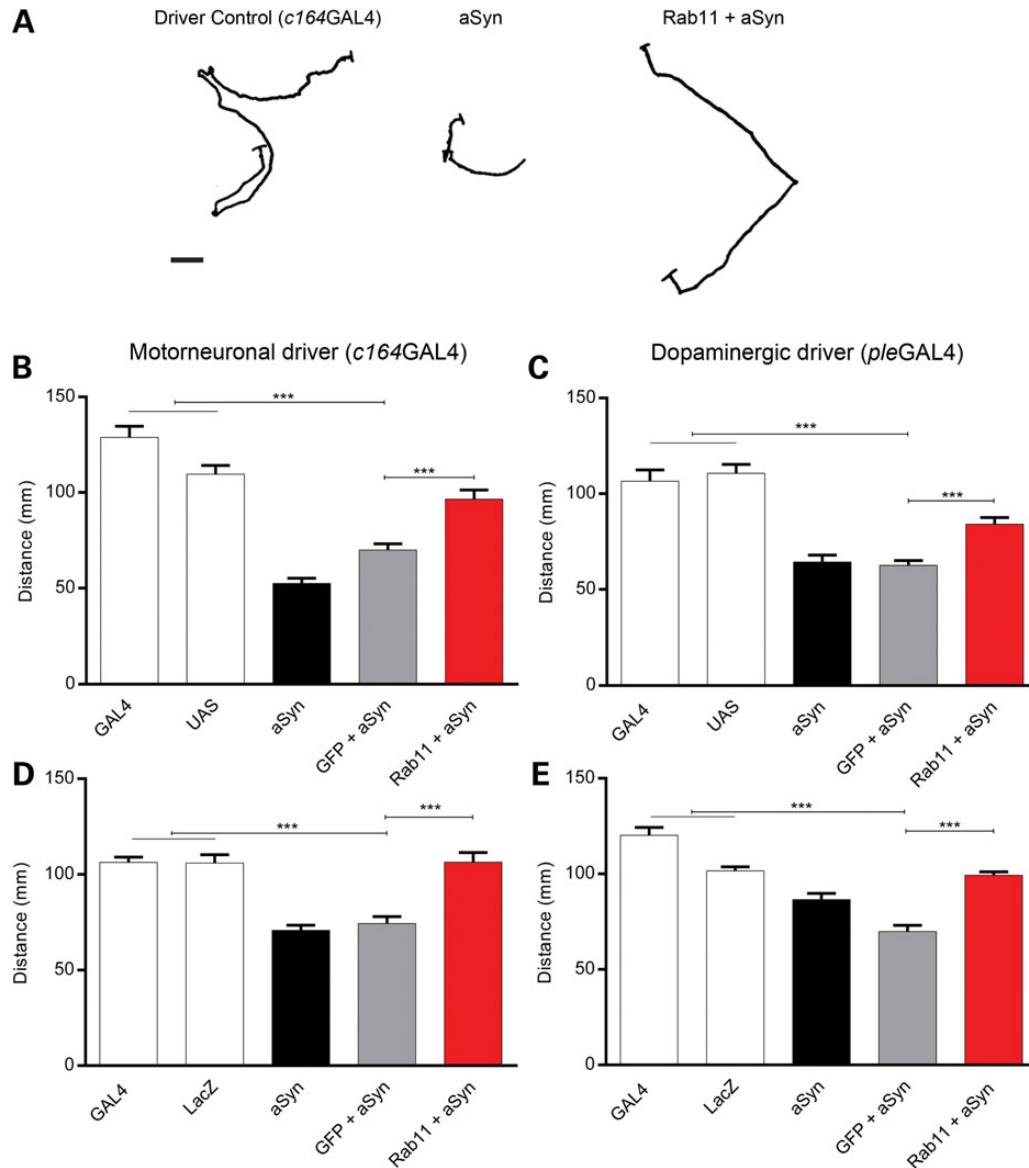 A Driver Control (c164GAL4) aSyn Rab11 + aSyn
Motorneuronal driver (c164GAL4)
B
Distance (mm)
150
100
50
0
***
***
GAL4
UAS
aSyn
GFP + aSyn
Rab11 + aSyn
Dopaminergic driver (pleGAL4)
C
Distance (mm)
150
100
50
0
***
***
GAL4
UAS
aSyn
GFP + aSyn
Rab11 + aSyn
D
Distance (mm)
150
100
50
0
***
***
GAL4
LacZ
aSyn
GFP + aSyn
Rab11 + aSyn
E
Distance (mm)
150
100
50
0
***
***
GAL4
LacZ
aSyn
GFP + aSyn
Rab11 + aSyn